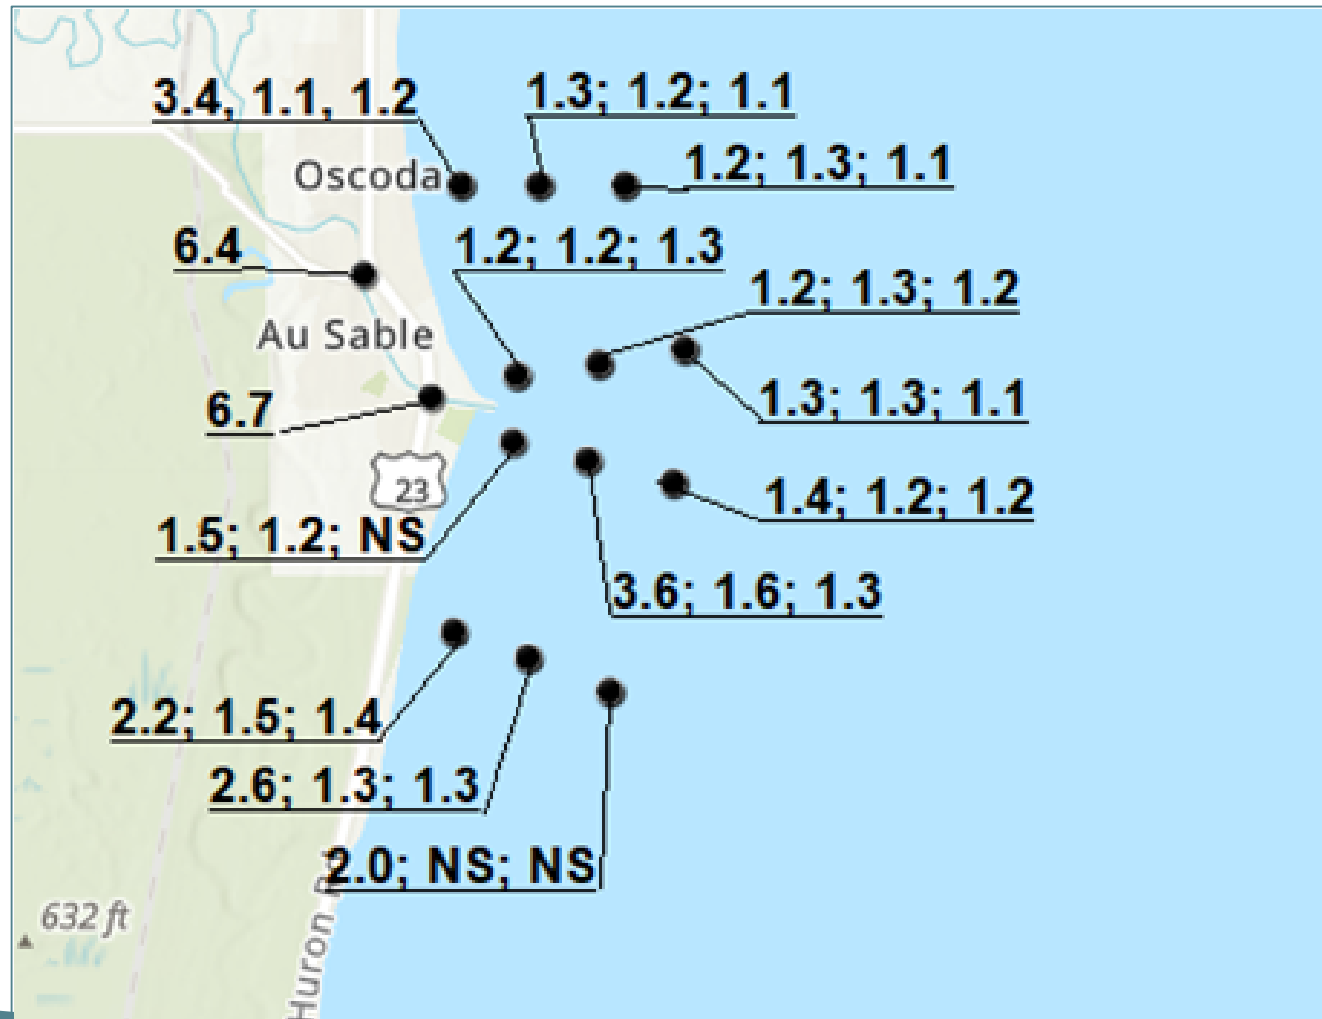 3.4, 1.1, 1.2
1.3; 1.2; 1.1
Oscoda
1.2; 1.3; 1.1
6.4
1.2; 1.2; 1.3
1.2; 1.3; 1.2
Au Sable
6.7
1.3; 1.3; 1.1
23
1.4; 1.2; 1.2
1.5; 1.2; NS
3.6; 1.6; 1.3
2.2; 1.5; 1.4
2.6; 1.3; 1.3
2.0; NS; NS
632 ft
Huron